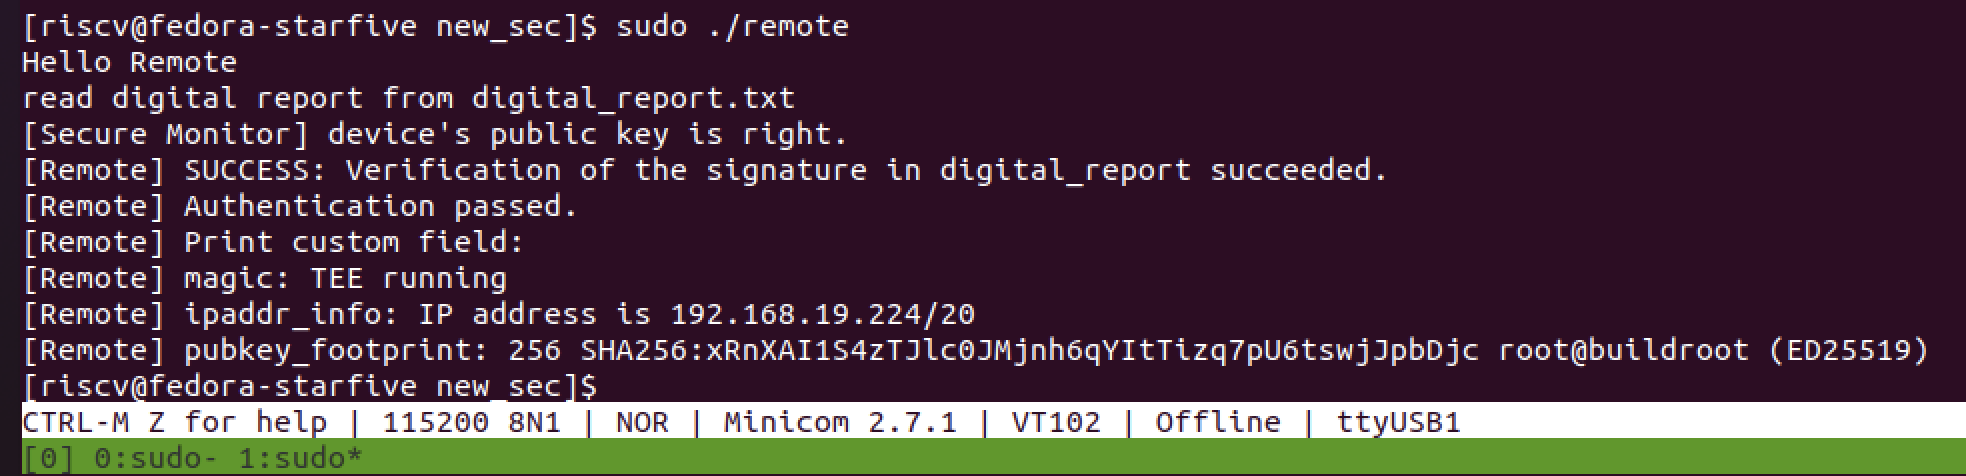 [riscv@fedora-starfive new_sec]$ sudo ./remote
Hello Remote
read digital report from digital_report.txt
[Secure Monitor] device's public key is right.
[Remote] SUCCESS: Verification of the signature in digital_report succeeded.
[Remote] Authentication passed.
[Remote] Print custom field:
[Remote] magic: TEE running
[Remote] ipaddr_info: IP address is 192.168.19.224/20
[Remote] pubkey_footprint: 256 SHA256:xRnXAI1S4zTJlc0JMjnh6qYItTizq7pU6tswjJpbDjc root@buildroot (ED25519)
[riscv@fedora-starfive new_sec]$
CTRL-M Z for help | 115200 8N1 | NOR | Minicom 2.7.1 | VT102 | Offline | ttyUSB1
[0] 0:sudo- 1:sudo*